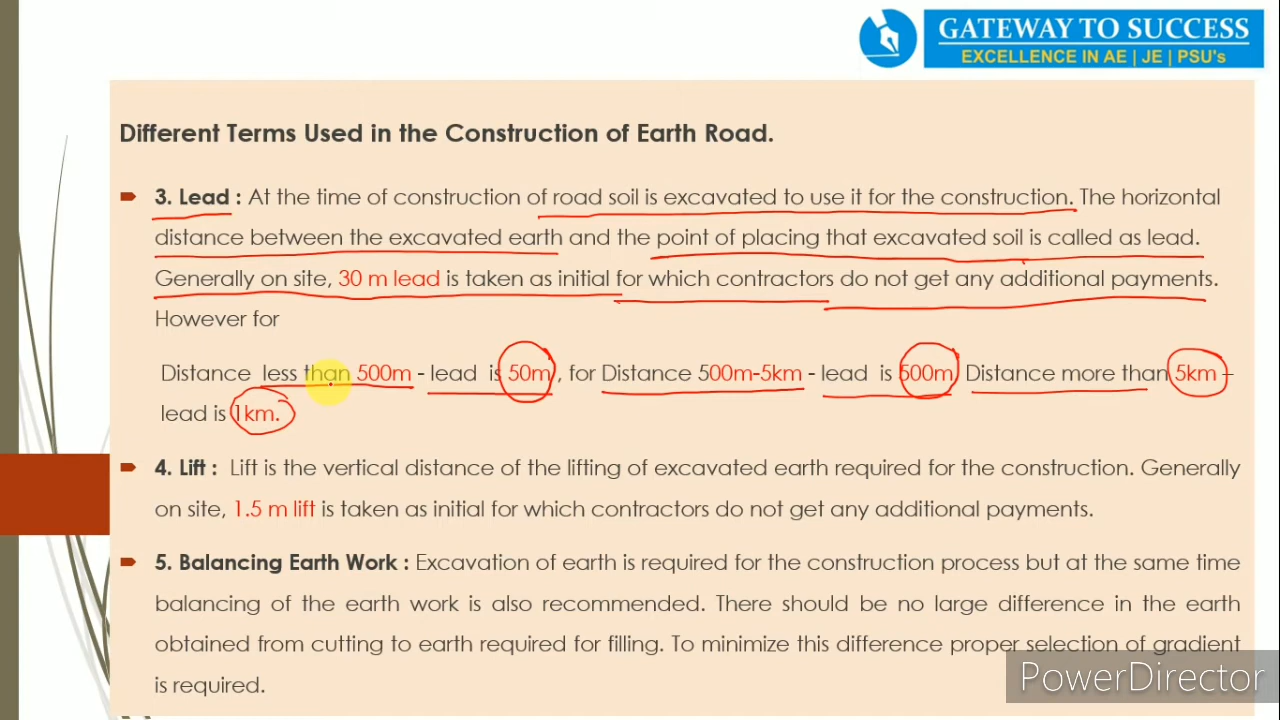 GATEWAY TO SUCCESS
EXCELLENCE IN AE | JE | PSU's
Different Terms Used in the Construction of Earth Road.
3. Lead : At the time of construction of road soil is excavated to use it for the construction. The horizontal
distance between the excavated earth and the point of placing that excavated soil is called as lead.
Generally on site, 30 m lead is taken as initial for which contractors do not get any additional payments.
However for
Distance less than 500m - lead is 50m , for Distance 500m-5km - lead is 500m, Distance more than 5km –
lead is 1km.
4. Lift : Lift is the vertical distance of the lifting of excavated earth required for the construction. Generally
on site, 1.5 m lift is taken as initial for which contractors do not get any additional payments.
5. Balancing Earth Work : Excavation of earth is required for the construction process but at the same time
balancing of the earth work is also recommended. There should be no large difference in the earth
obtained from cutting to earth required for filling. To minimize this difference proper selection of gradient
is required.
PowerDirector